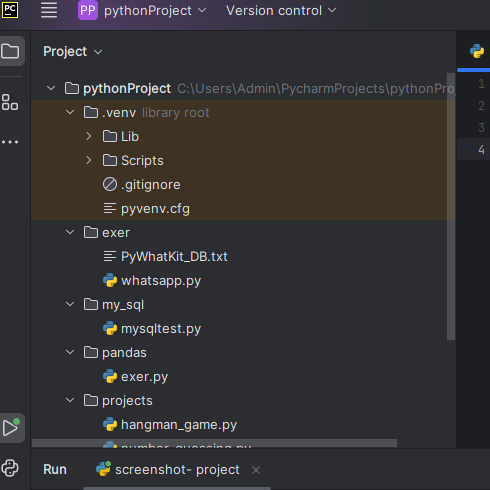 PC
PP pythonProject Version control
Project
pythonProject C:\Users\Admin\PycharmProjects\pythonPro
.venv library root
Lib
Scripts
.gitignore
pyvenv.cfg
exer
PyWhatKit_DB.txt
whatsapp.py
my_sql
mysqltest.py
pandas
exer.py
projects
hangman_game.py
number_guessing.py
1
2
3
4
Run screenshot- project